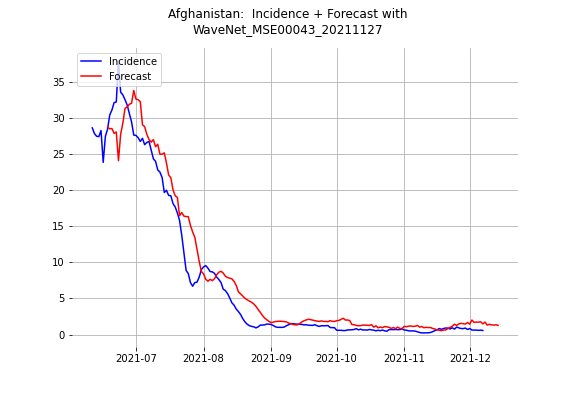 Afghanistan:  Incidence + Forecast with
WaveNet_MSE00043_20211127
Incidence
Forecast
35
30
25
20
15
10
5
0
2021-07 2021-08 2021-09 2021-10 2021-11 2021-12